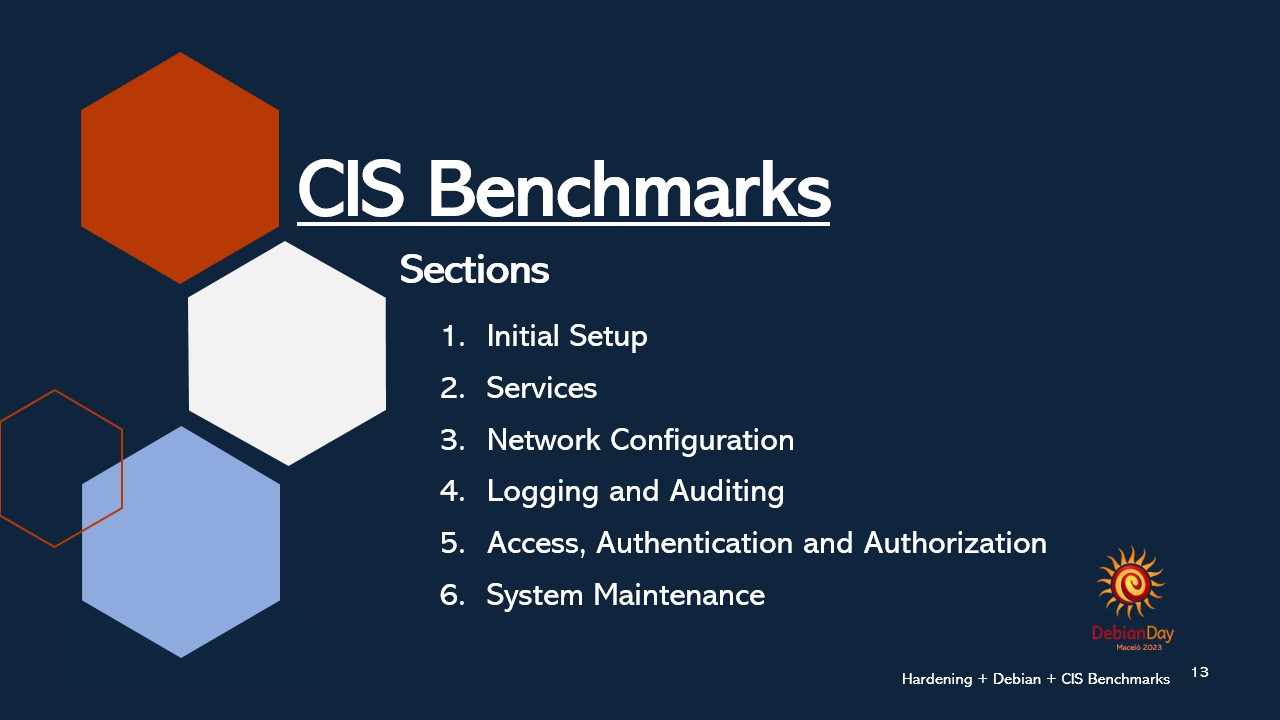 CIS Benchmarks
Sections
1. Initial Setup
2. Services
3. Network Configuration
4. Logging and Auditing
5. Access, Authentication and Authorization
6. System Maintenance
DebianDay
Maceió 2023
Hardening + Debian + CIS Benchmarks
13